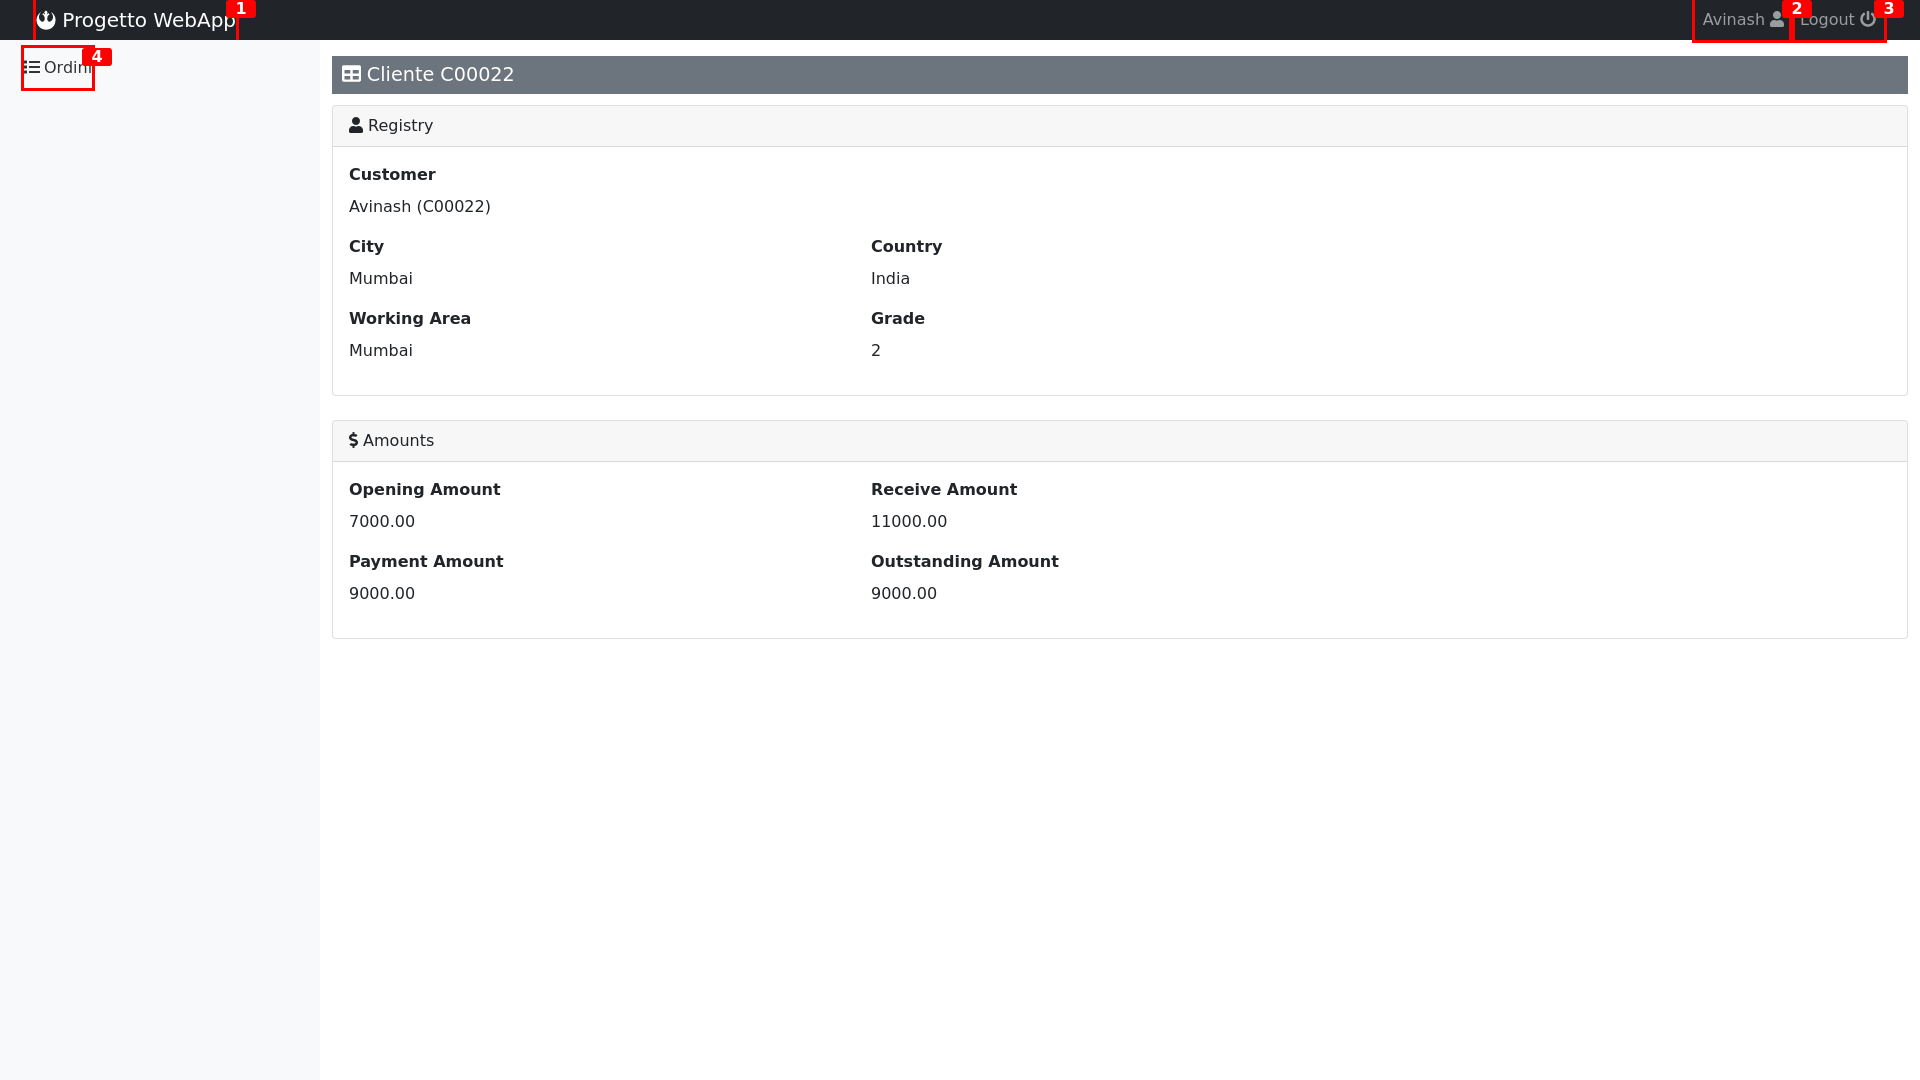 Progetto WebApp 1
Avinash 2 Logout 3
Ordini 4
Cliente C00022
Registry
Customer
Avinash (C00022)
City Country
Mumbai India
Working Area Grade
Mumbai 2
$ Amounts
Opening Amount Receive Amount
7000.00 11000.00
Payment Amount Outstanding Amount
9000.00 9000.00